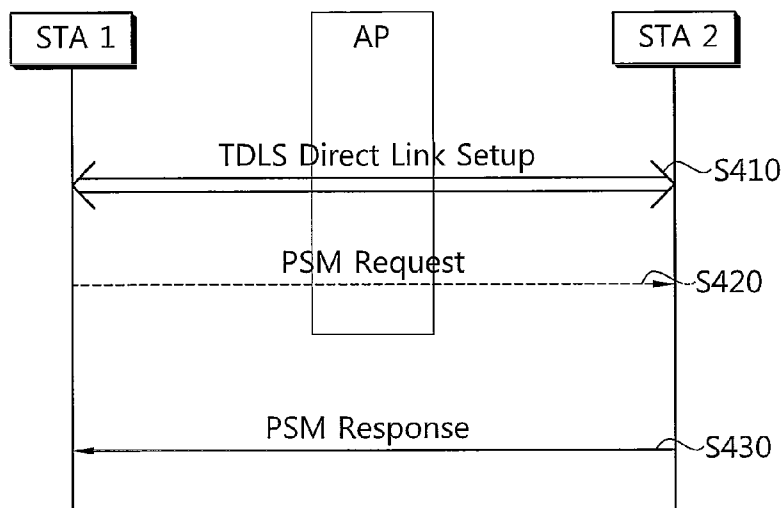 STA 1
AP
STA 2
TDLS Direct Link Setup
S410
PSM Request
S420
PSM Response
S430